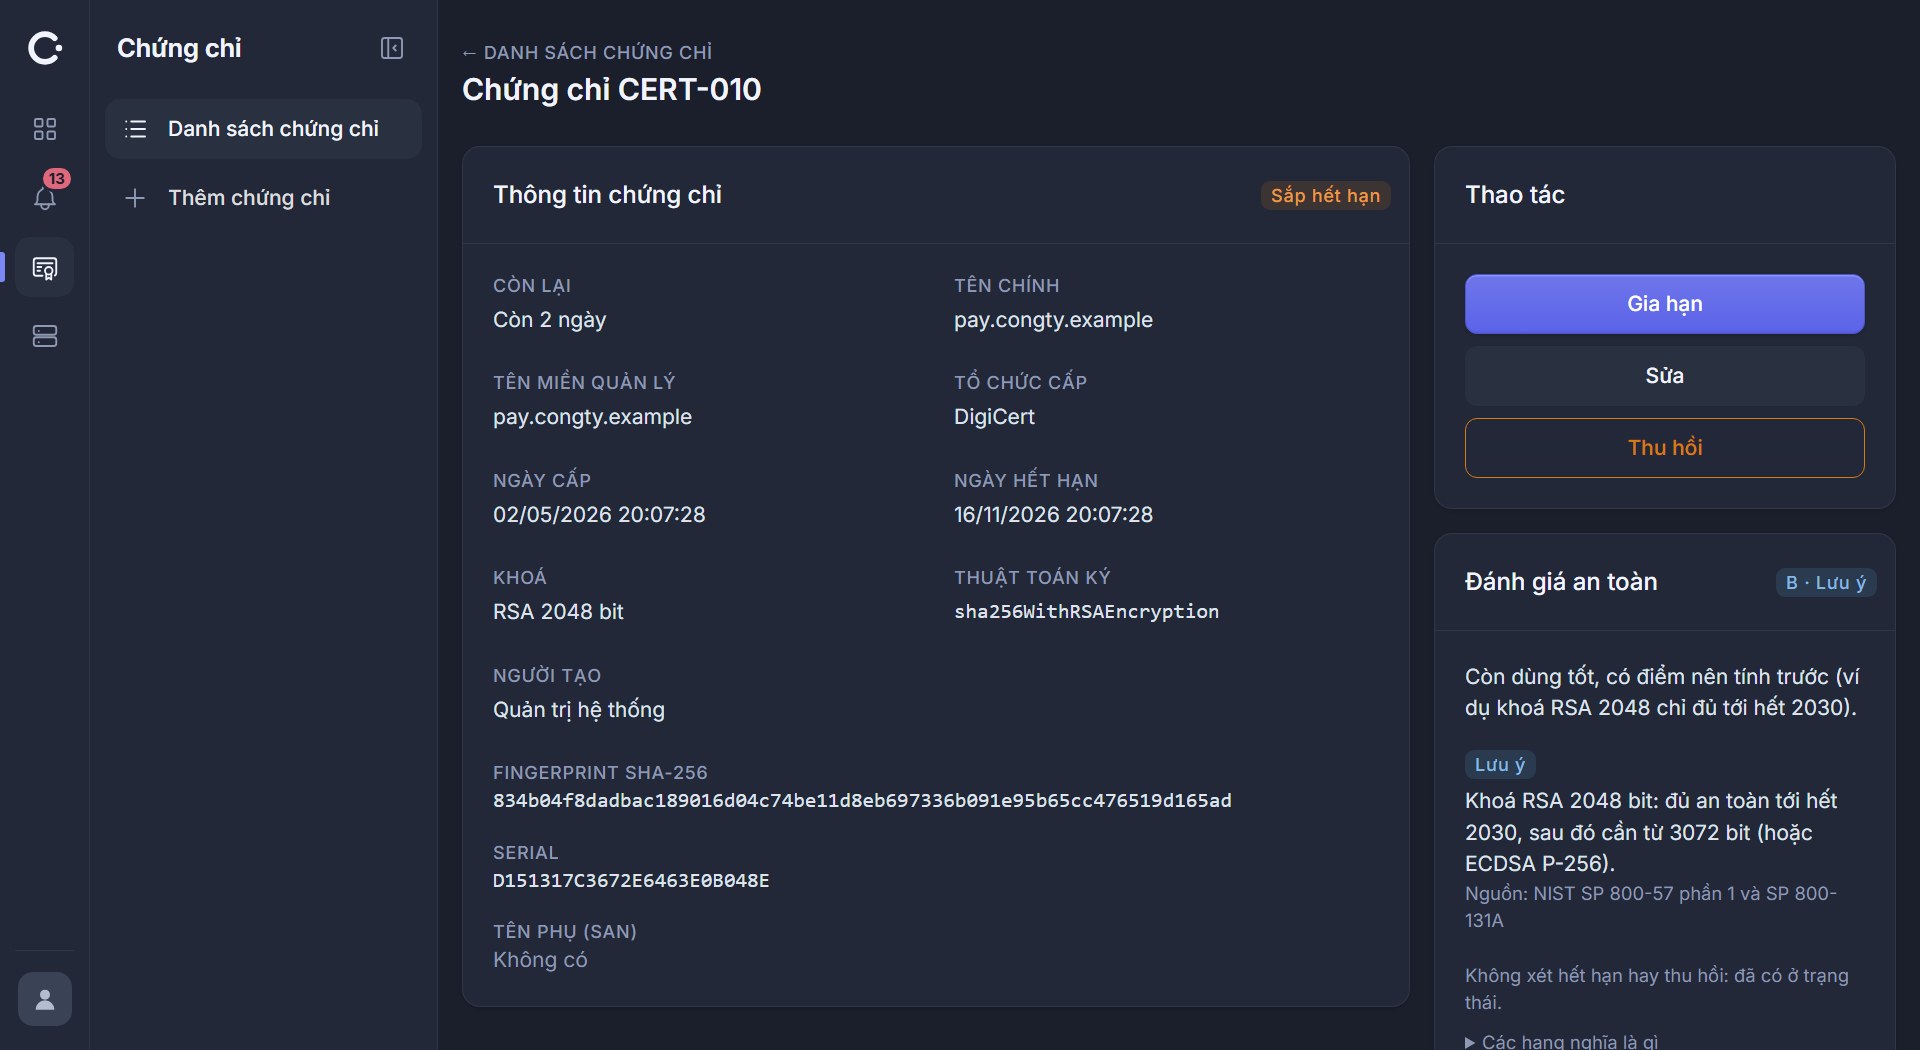 Chứng chỉ
13
Danh sách chứng chỉ
Thêm chứng chỉ
← DANH SÁCH CHỨNG CHỈ
Chứng chỉ CERT-010
Thông tin chứng chỉ
Sắp hết hạn
CÒN LẠI
Còn 2 ngày
TÊN CHÍNH
pay.congty.example
TÊN MIỀN QUẢN LÝ
pay.congty.example
TỔ CHỨC CẤP
DigiCert
NGÀY CẤP
02/05/2026 20:07:28
NGÀY HẾT HẠN
16/11/2026 20:07:28
KHOÁ
RSA 2048 bit
THUẬT TOÁN KÝ
sha256WithRSAEncryption
NGƯỜI TẠO
Quản trị hệ thống
FINGERPRINT SHA-256
834b04f8dadbac189016d04c74be11d8eb697336b091e95b65cc476519d165ad
SERIAL
D151317C3672E6463E0B048E
TÊN PHỤ (SAN)
Không có
Thao tác
Gia hạn
Sửa
Thu hồi
Đánh giá an toàn
B · Lưu ý
Còn dùng tốt, có điểm nên tính trước (ví
dụ khoá RSA 2048 chỉ đủ tới hết 2030).
Lưu ý
Khoá RSA 2048 bit: đủ an toàn tới hết
2030, sau đó cần từ 3072 bit (hoặc
ECDSA P-256).
Nguồn: NIST SP 800-57 phần 1 và SP 800-
131A
Không xét hết hạn hay thu hồi: đã có ở trạng
thái.
▶ Các hạng nghĩa là gì